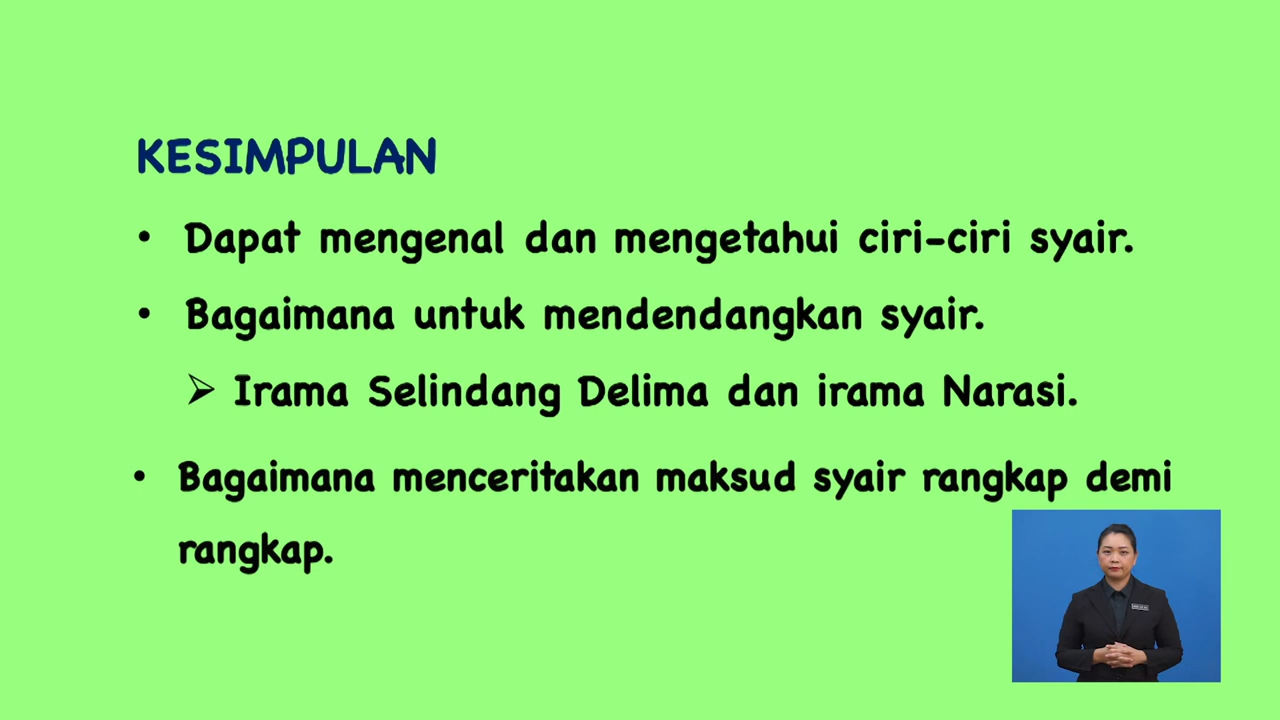 KESIMPULAN
• Dapat mengenal dan mengetahui ciri-ciri syair.
• Bagaimana untuk mendendangkan syair.
➢ Irama Selindang Delima dan irama Narasi.
• Bagaimana menceritakan maksud syair rangkap demi
rangkap.